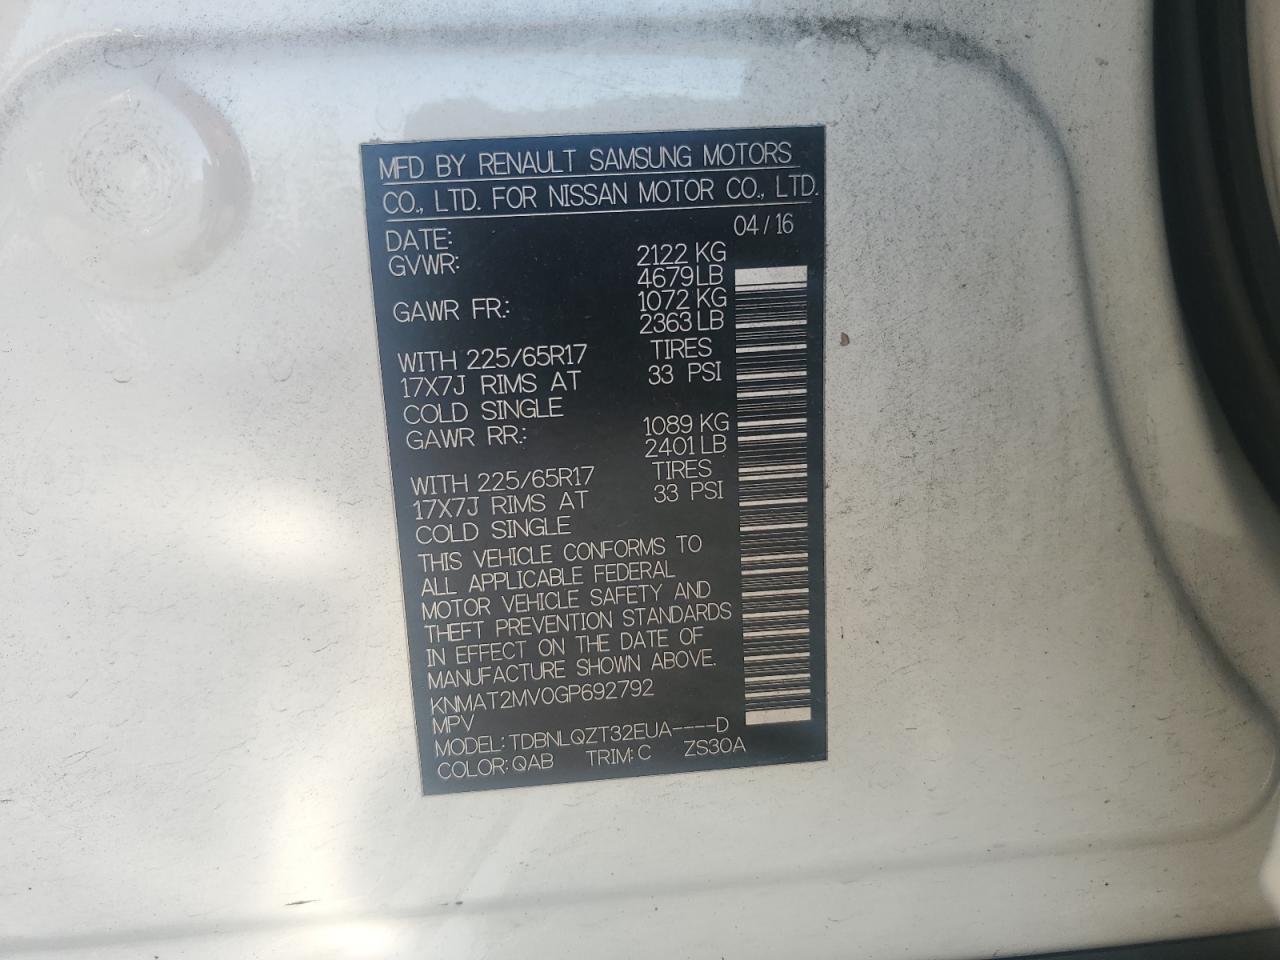 MFD BY RENAULT SAMSUNG MOTORS
CO., LTD. FOR NISSAN MOTOR CO., LTD.
DATE: 04/16
GVWR: 2122 KG
4679 LB
GAWR FR.: 1072 KG
2363 LB
WITH 225/65R17 TIRES
17X7J RIMS AT 33 PSI
COLD SINGLE
GAWR RR.: 1089 KG
2401 LB
WITH 225/65R17 TIRES
17X7J RIMS AT 33 PSI
COLD SINGLE
THIS VEHICLE CONFORMS TO
ALL APPLICABLE FEDERAL
MOTOR VEHICLE SAFETY AND
THEFT PREVENTION STANDARDS
IN EFFECT ON THE DATE OF
MANUFACTURE SHOWN ABOVE.
KNMAT2MV0GP692792
MPV
MODEL: TDBNLQZT32EUA----D
COLOR: QAB TRIM: C ZS30A